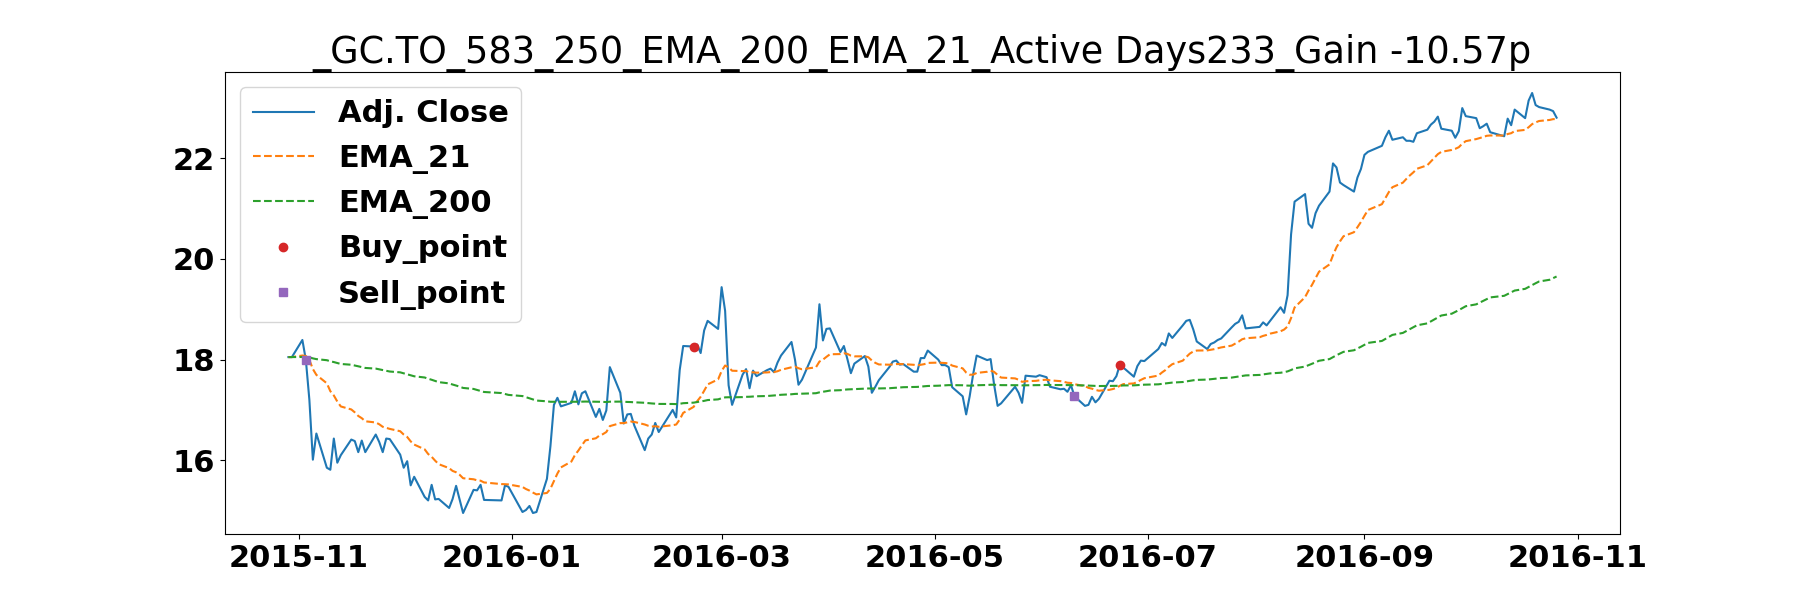 _GC.TO_583_250_EMA_200_EMA_21_Active Days233_Gain -10.57p
Adj. Close
EMA_21
EMA_200
Buy_point
Sell_point
22
20
18
16
2015-11 2016-01 2016-03 2016-05 2016-07 2016-09 2016-11